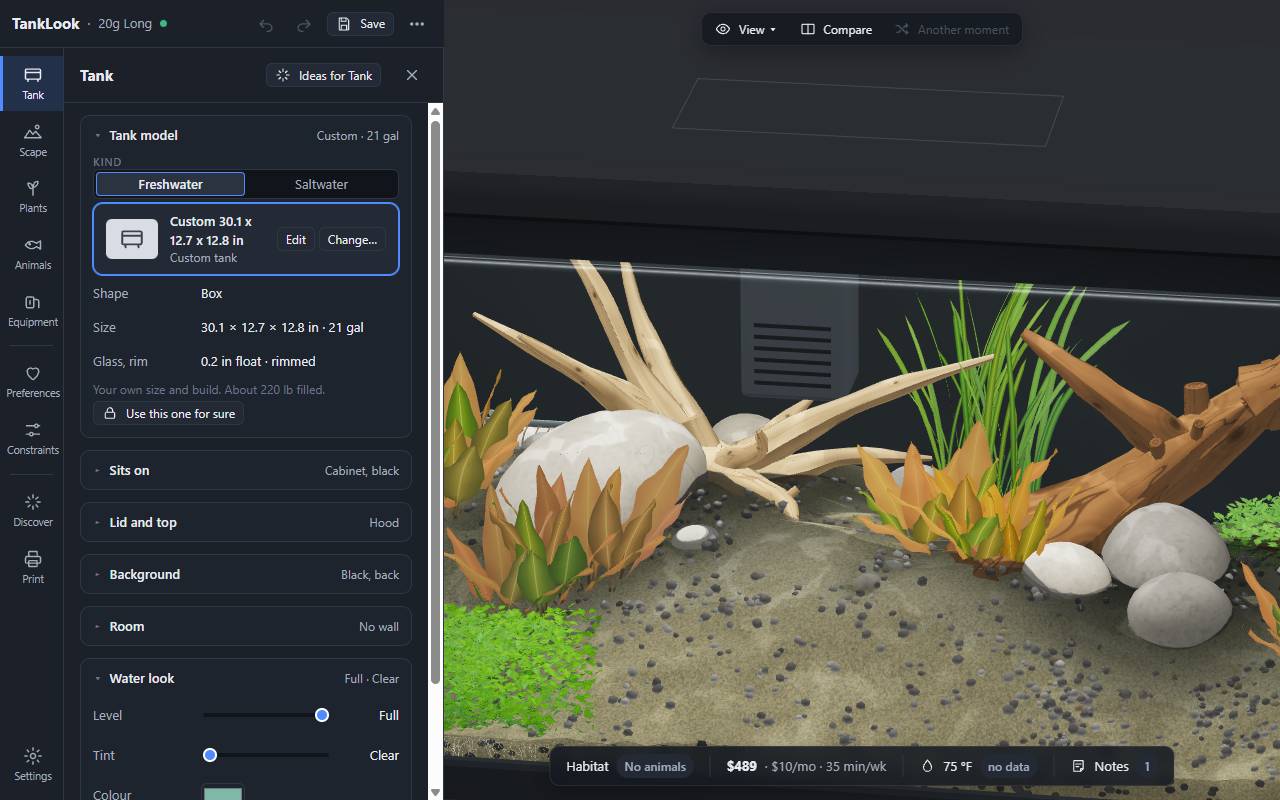 TankLook · 20g Long
Save
View
Compare
Another moment
Tank
Scape
Plants
Animals
Equipment
Preferences
Constraints
Discover
Print
Settings
Tank
Ideas for Tank
Tank model
Custom · 21 gal
KIND
Freshwater
Saltwater
Custom 30.1 x
12.7 x 12.8 in
Custom tank
Edit
Change...
Shape
Box
Size
30.1 × 12.7 × 12.8 in · 21 gal
Glass, rim
0.2 in float · rimmed
Your own size and build. About 220 lb filled.
Use this one for sure
Sits on
Cabinet, black
Lid and top
Hood
Background
Black, back
Room
No wall
Water look
Full · Clear
Level
Full
Tint
Clear
Colour
Habitat
No animals
$489 · $10/mo · 35 min/wk
75 °F
no data
Notes
1